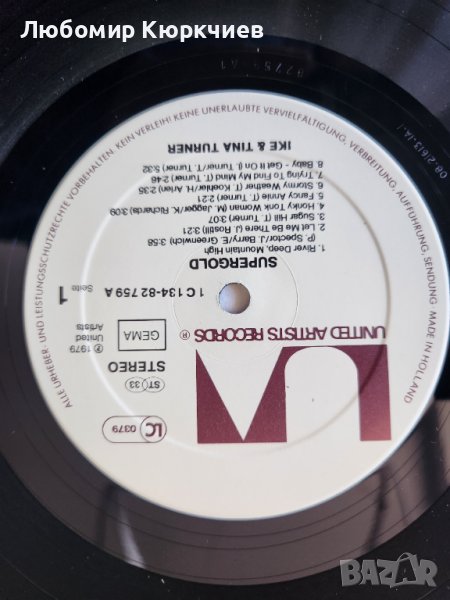 Любомир Кюркчиев
UNITED ARTISTS RECORDS ®
LC 0379
ST 33
STEREO
GEMA
℗ 1979
United
Artists
1 C 134-82 759 A
Seite 1
SUPERGOLD
1. River Deep, Mountain High
(P. Spector/J. Barry/E. Greenwich) 3:58
2. Let Me Be There (J. Rostill) 3:21
3. Sugar Hill (T. Turner) 3:07
4. Honky Tonk Woman (M. Jagger/K. Richards) 3:09
5. Fancy Annie (T. Turner) 2:21
6. Stormy Weather (T. Koehler/H. Arlen) 2:35
7. Trying To Find My Mind (T. Turner) 2:46
8. Baby - Get It On (I. Turner/T. Turner) 5:32
IKE & TINA TURNER
ALLE URHEBER- UND LEISTUNGSSCHUTZRECHTE VORBEHALTEN. KEIN VERLEIH! KEINE UNERLAUBTE VERVIELFÄLTIGUNG, VERBREITUNG, AUFFÜHRUNG, SENDUNG MADE IN HOLLAND
BAZAR